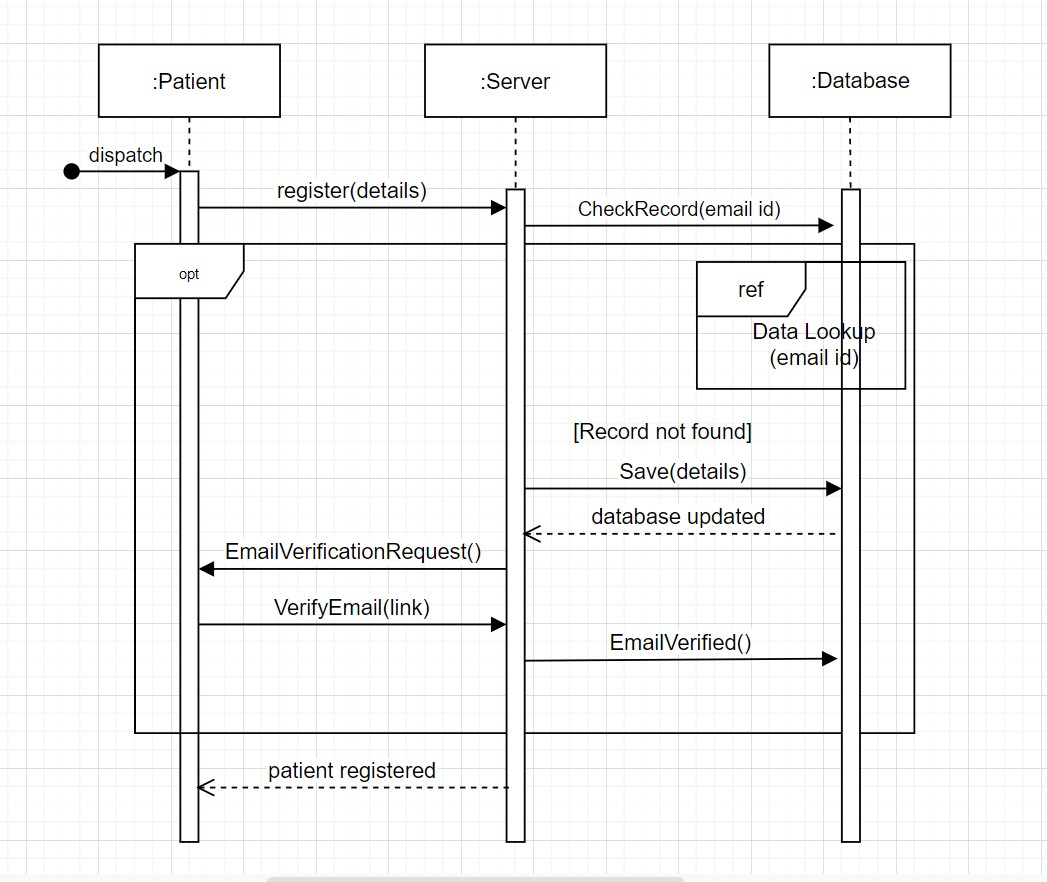 :Patient
:Server
:Database
dispatch
register(details)
CheckRecord(email id)
opt
ref
Data Lookup
(email id)
[Record not found]
Save(details)
database updated
EmailVerificationRequest()
VerifyEmail(link)
EmailVerified()
patient registered